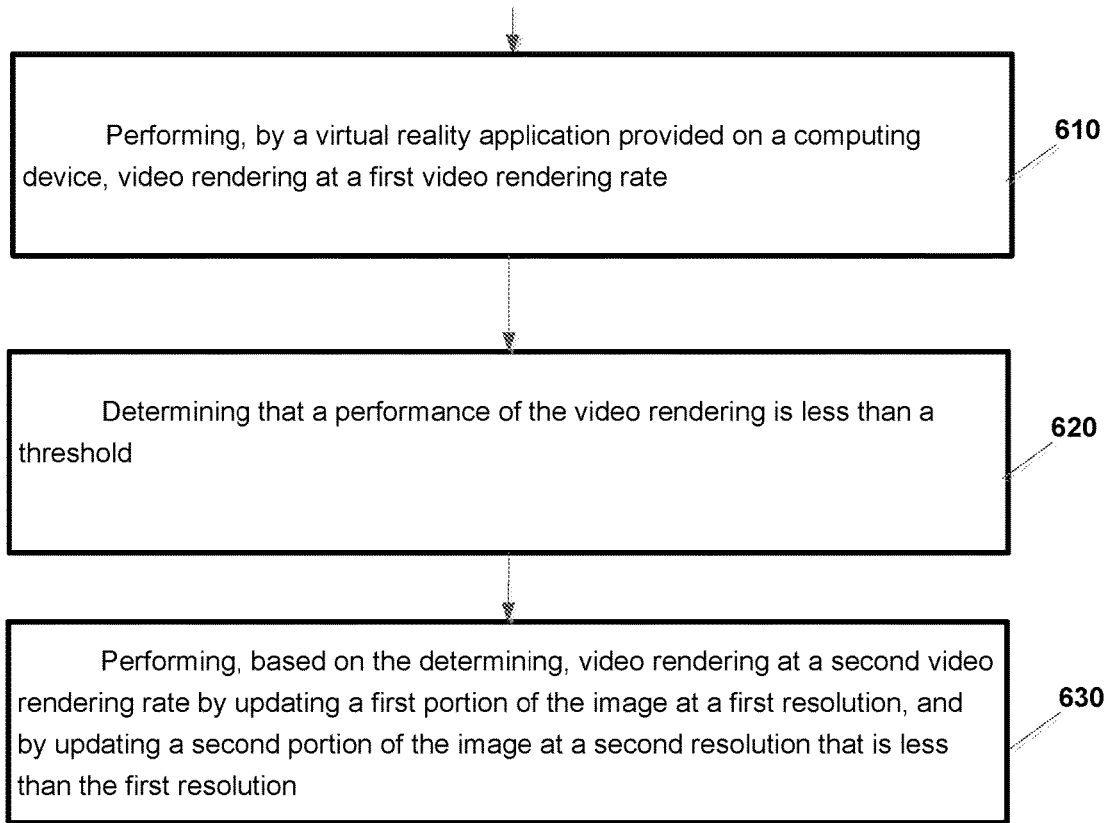 Performing, by a virtual reality application provided on a computing
device, video rendering at a first video rendering rate
610
Determining that a performance of the video rendering is less than a
threshold
620
Performing, based on the determining, video rendering at a second video
rendering rate by updating a first portion of the image at a first resolution, and
by updating a second portion of the image at a second resolution that is less
than the first resolution
630